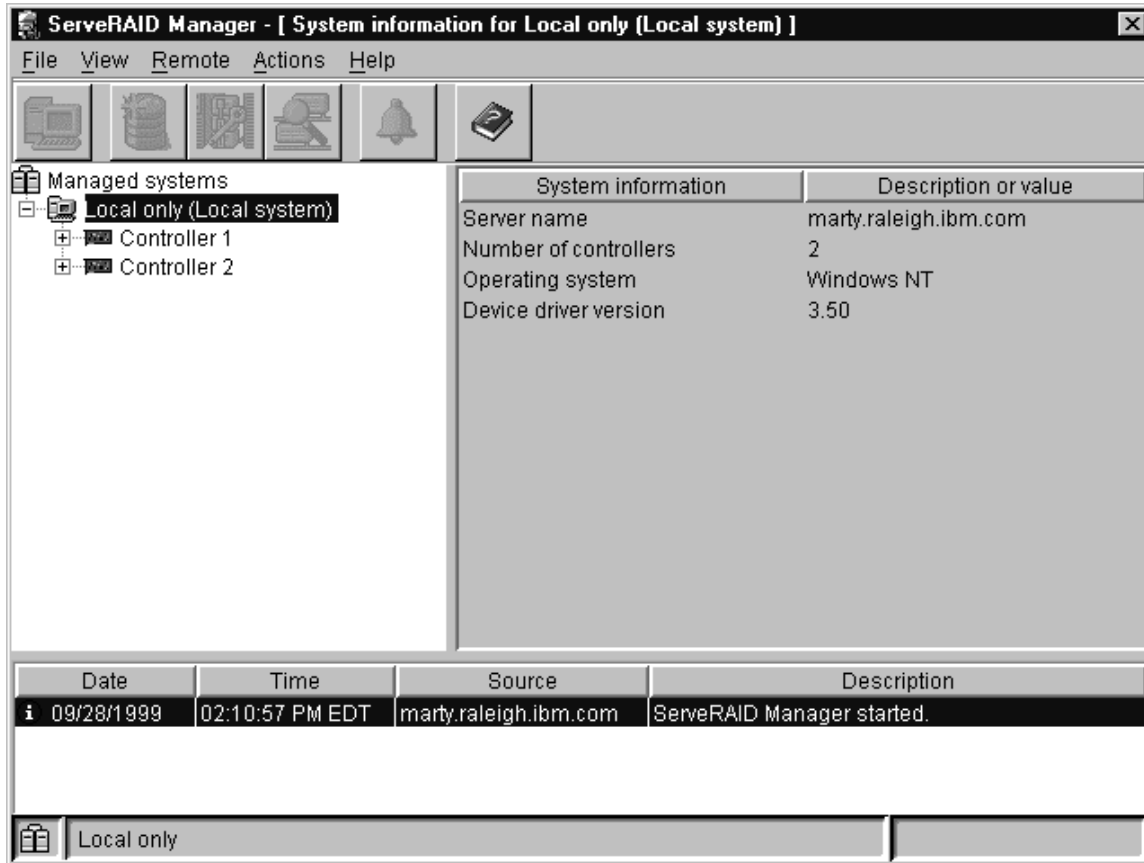 ServeRAID Manager - [ System information for Local only (Local system) ]
File View Remote Actions Help
Managed systems
Local only (Local system)
Controller 1
Controller 2
System information Description or value
Server name marty.raleigh.ibm.com
Number of controllers 2
Operating system Windows NT
Device driver version 3.50
Date Time Source Description
09/28/1999 02:10:57 PM EDT marty.raleigh.ibm.com ServeRAID Manager started.
Local only